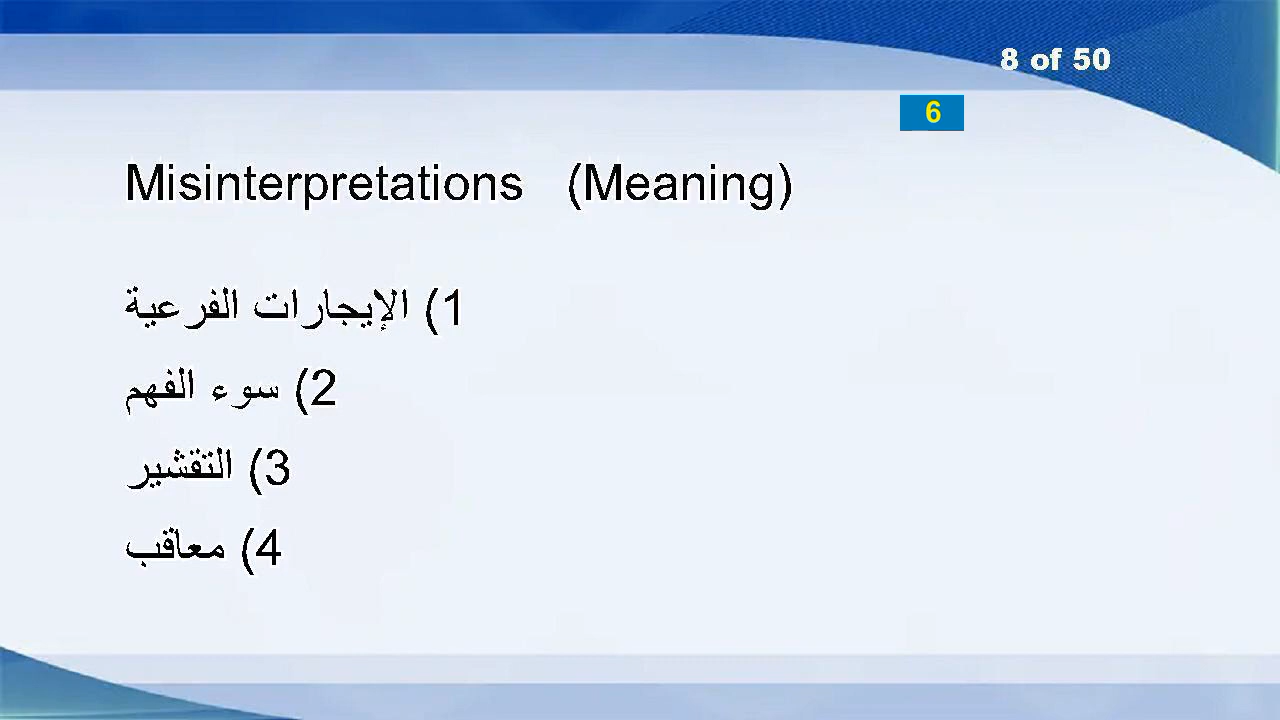 8 of 50
6
Misinterpretations (Meaning)
1) الإيجارات الفرعية
2) سوء الفهم
3) التقشير
4) معاقب